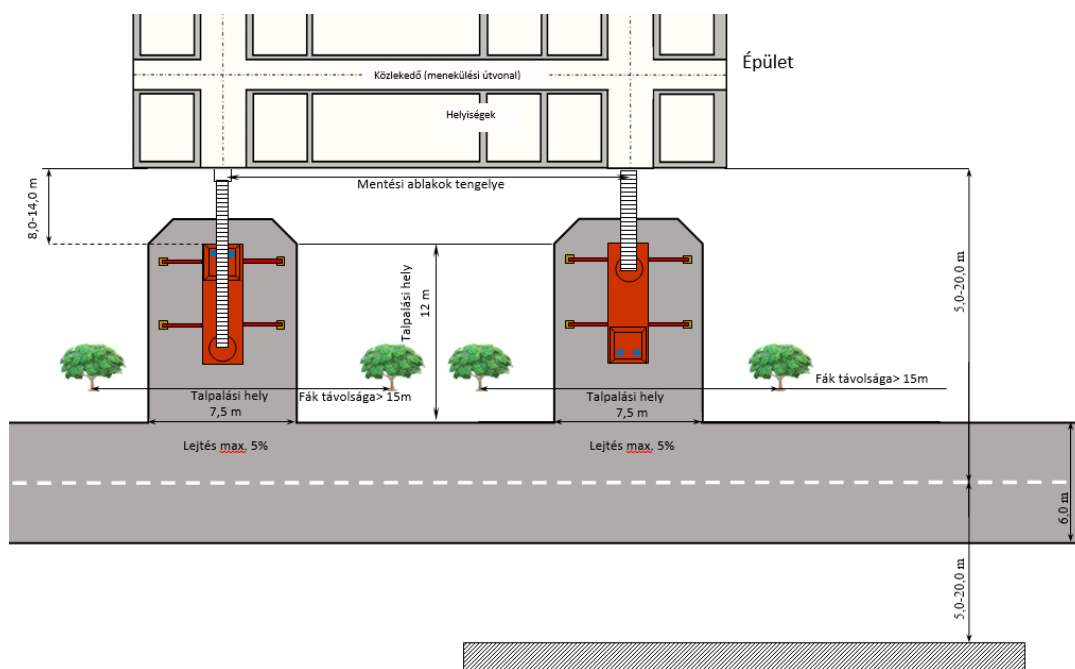 Épület
Közlekedő (menekülési útvonal)
Helyiségek
Mentési ablakok tengelye
8,0-14,0 m
Talpalási hely
12 m
5,0-20,0 m
Fák távolsága> 15m
Talpalási hely
7,5 m
Fák távolsága> 15m
Talpalási hely
7,5 m
Lejtés max. 5%
Lejtés max. 5%
6,0 m
5,0-20,0 m